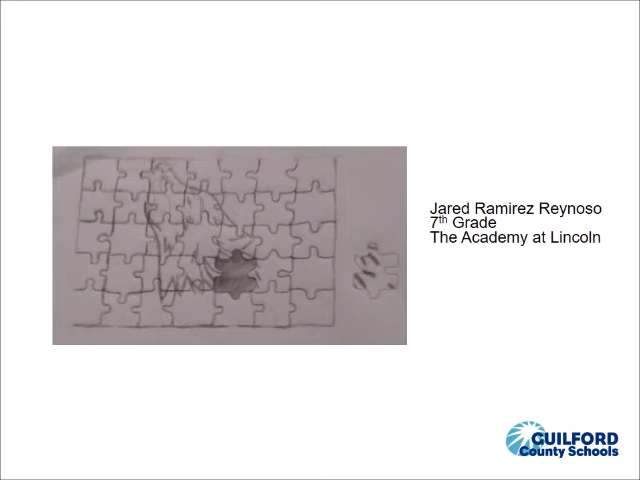 Jared Ramirez Reynoso
7th Grade
The Academy at Lincoln
GUILFORD
County Schools